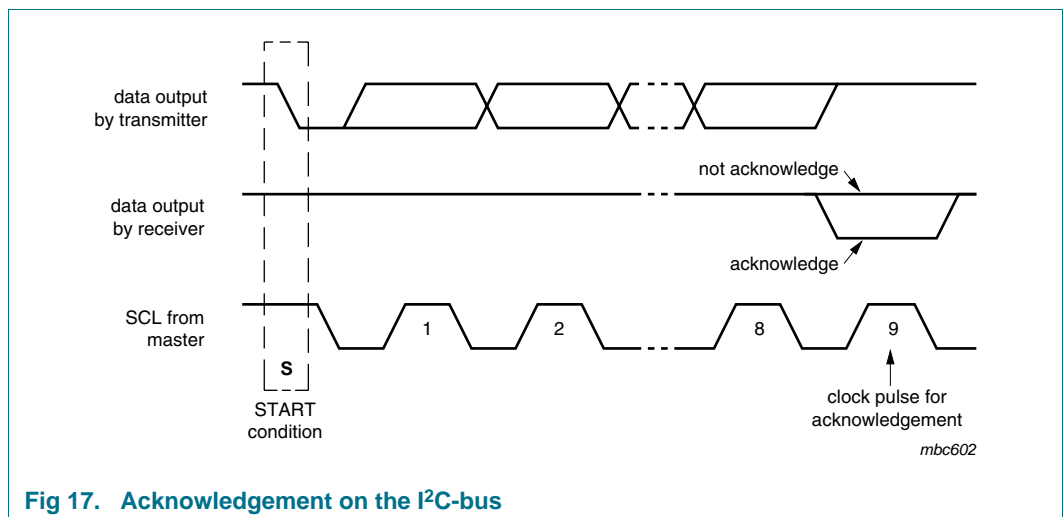 data output
by transmitter
not acknowledge
data output
by receiver
acknowledge
SCL from
master
1
2
8
9
S
START
condition
clock pulse for
acknowledgement
mbc602
Fig 17. Acknowledgement on the I²C-bus